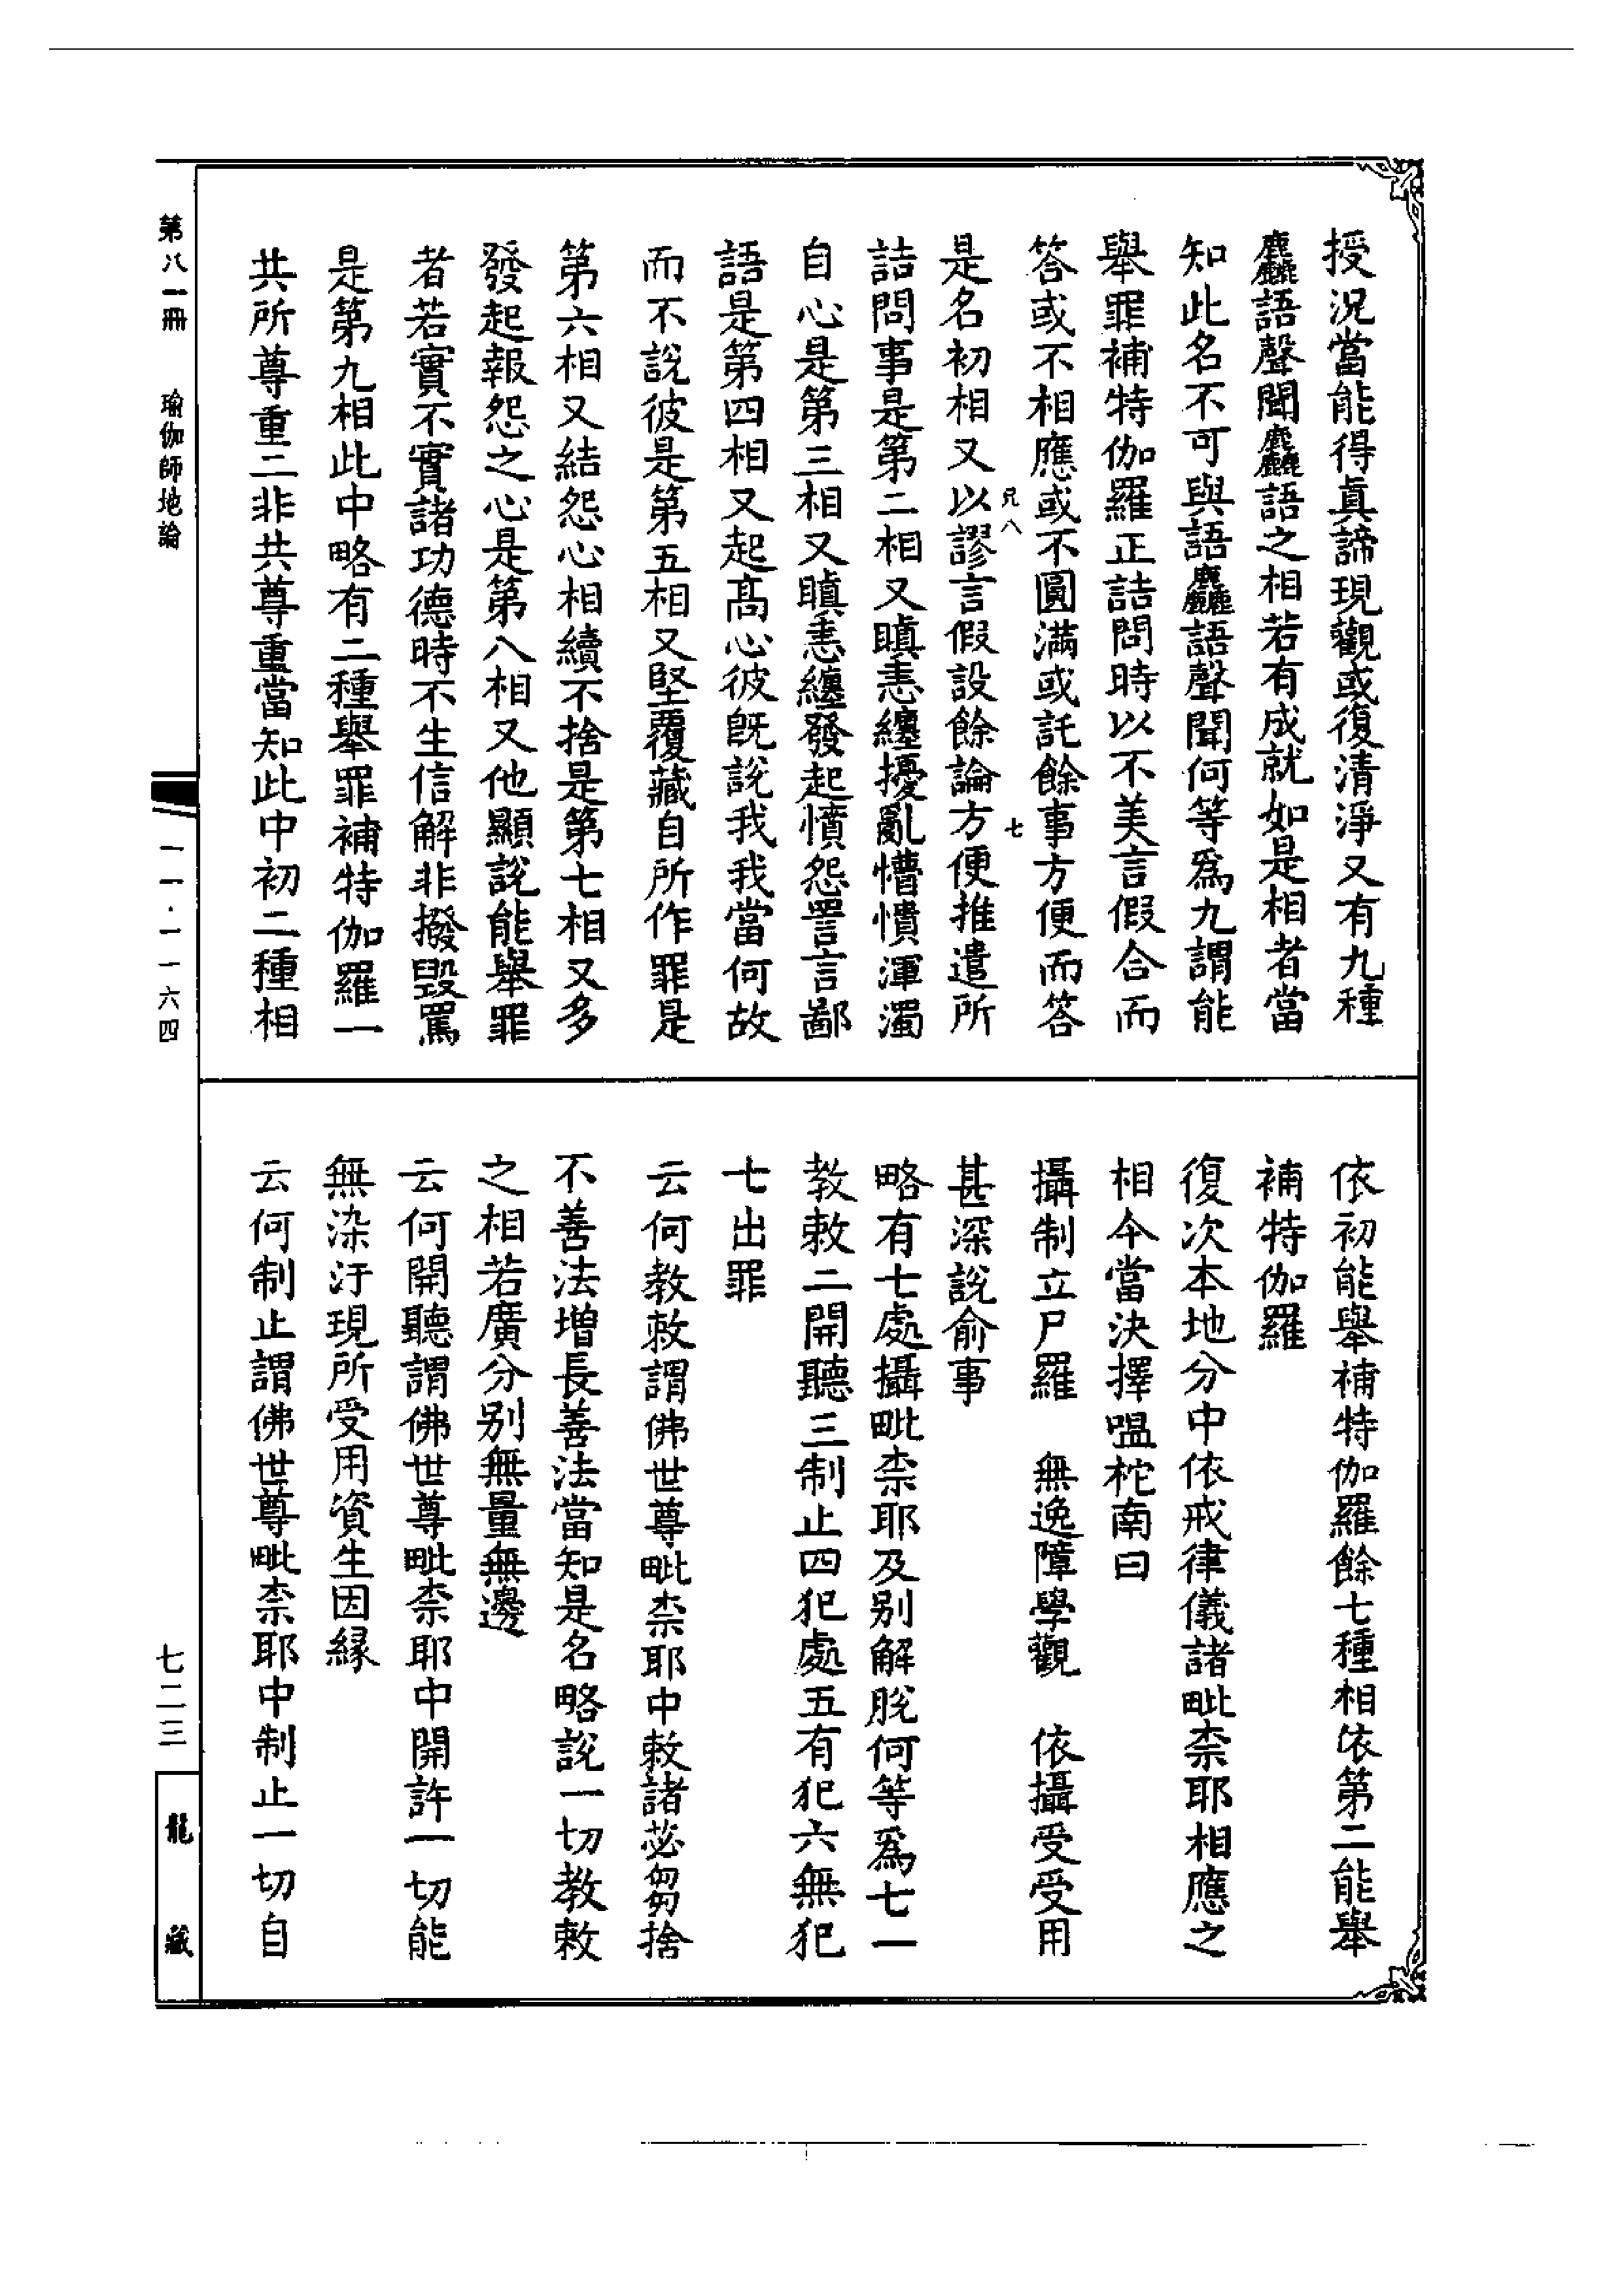 授況當能得眞諦現觀或復清淨又有九種
麤語聲聞麤語之相若有成就如是相者當
知此名不可與語麤語聲聞何等爲九謂能
舉罪補特伽羅正詰問時以不美言假合而
答或不相應或不圓滿或託餘事方便而答
是名初相又以謬言假設餘論方便推遣所
詰問事是第二相又瞋恚纏擾亂懵憒渾濁
自心是第三相又瞋恚纏發起憤怨詈言鄙
語是第四相又起高心彼既說我我當何故
而不說彼是第五相又堅覆藏自所作罪是
第六相又結怨心相續不捨是第七相又多
發起報怨之心是第八相又他顯說能舉罪
者若實不實諸功德時不生信解非撥毀罵
是第九相此中略有二種舉罪補特伽羅一
共所尊重二非共尊重當知此中初二種相
依初能舉補特伽羅餘七種相依第二能舉
補特伽羅
復次本地分中依戒律儀諸毗柰耶相應之
相今當決擇嗢柁南曰
攝制立尸羅　無逸障學觀　依攝受受用
甚深說俞事
略有七處攝毗柰耶及別解脫何等爲七一
教敕二開聽三制止四犯處五有犯六無犯
七出罪
云何教敕謂佛世尊毗柰耶中敕諸苾芻捨
不善法增長善法當知是名略說一切教敕
之相若廣分別無量無邊
云何開聽謂佛世尊毗柰耶中開許一切能
無染汙現所受用資生因緣
云何制止謂佛世尊毗柰耶中制止一切自
第八一冊　瑜伽師地論
一一·一一六四
七二三
龍藏